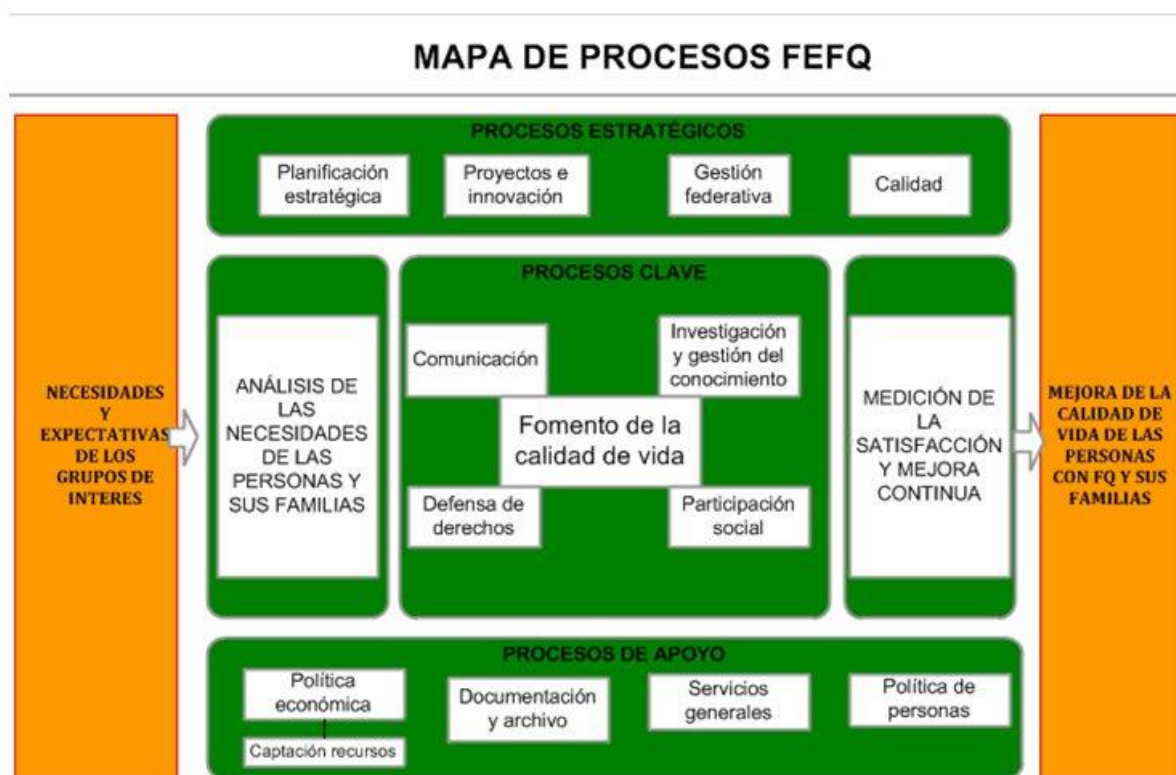 MAPA DE PROCESOS FEFQ
PROCESOS ESTRATÉGICOS
Planificación
estratégica
Proyectos e
innovación
Gestión
federativa
Calidad
NECESIDADES
Y
EXPECTATIVAS
DE LOS
GRUPOS DE
INTERES
ANÁLISIS DE
LAS
NECESIDADES
DE LAS
PERSONAS Y
SUS FAMILIAS
PROCESOS CLAVE
Comunicación
Investigación
y gestión del
conocimiento
Fomento de la
calidad de vida
Defensa de
derechos
Participación
social
MEDICIÓN DE
LA
SATISFACCIÓN
Y MEJORA
CONTINUA
MEJORA DE LA
CALIDAD DE
VIDA DE LAS
PERSONAS
CON FQ Y SUS
FAMILIAS
PROCESOS DE APOYO
Política
económica
Captación recursos
Documentación
y archivo
Servicios
generales
Política de
personas